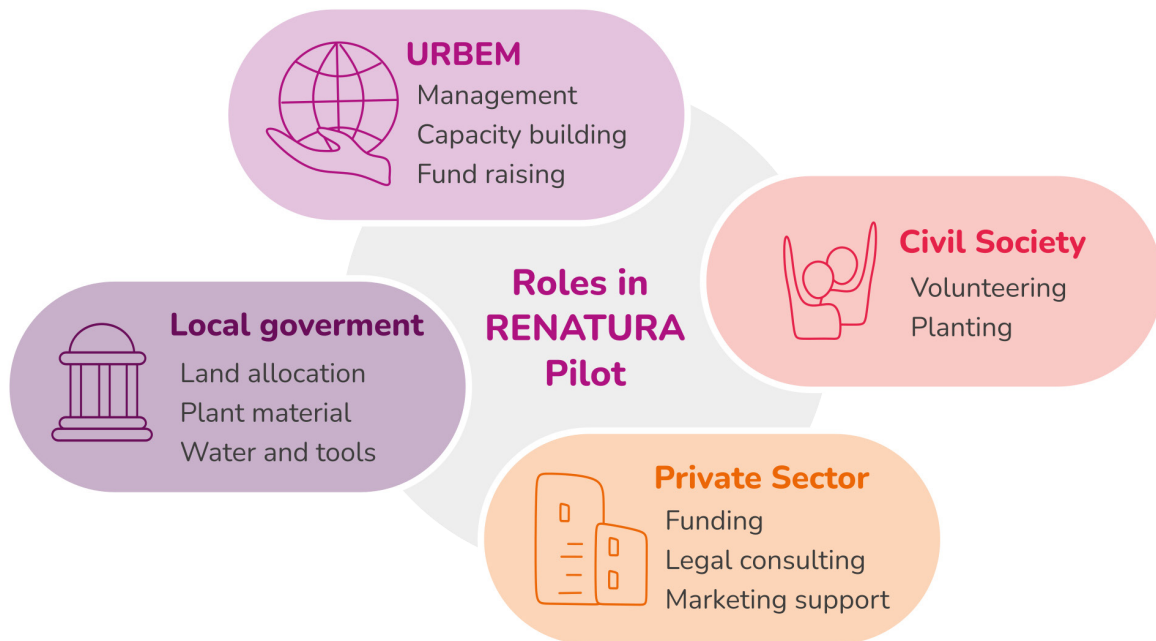 URBEM
Management
Capacity building
Fund raising
Civil Society
Volunteering
Planting
Roles in
RENATURA
Pilot
Local goverment
Land allocation
Plant material
Water and tools
Private Sector
Funding
Legal consulting
Marketing support